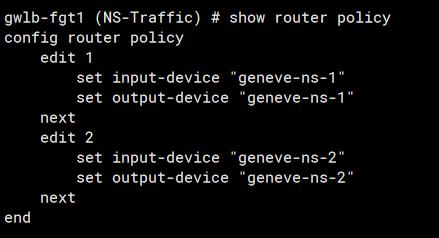 gwlb-fgt1 (NS-Traffic) # show router policy
config router policy
    edit 1
        set input-device "geneve-ns-1"
        set output-device "geneve-ns-1"
    next
    edit 2
        set input-device "geneve-ns-2"
        set output-device "geneve-ns-2"
    next
end